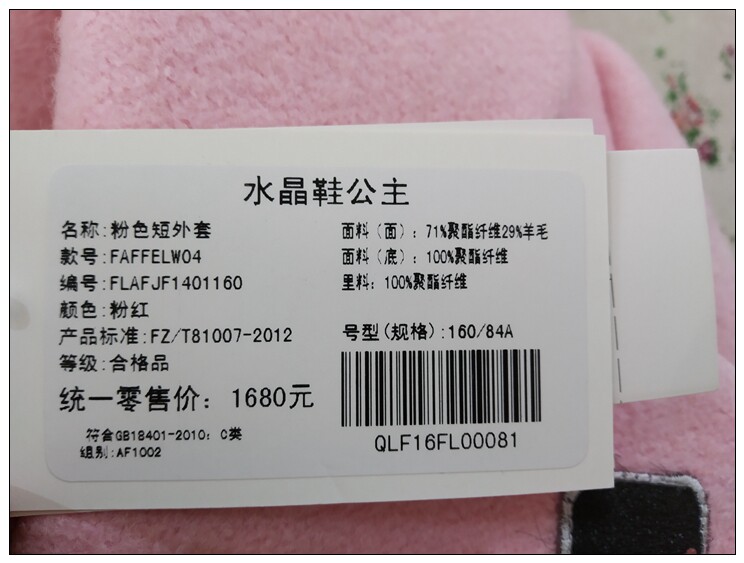 水晶鞋公主
名称:粉色短外套
款号:FAFFELW04
编号:FLAFJF1401160
颜色:粉红
产品标准:FZ/T81007-2012
等级:合格品
统一零售价：1680元
符合GB18401-2010：C类
组别:AF1002
面料（面）：71%聚酯纤维29%羊毛
面料（底）：100%聚酯纤维
里料：100%聚酯纤维
号型(规格):160/84A
QLF16FL00081